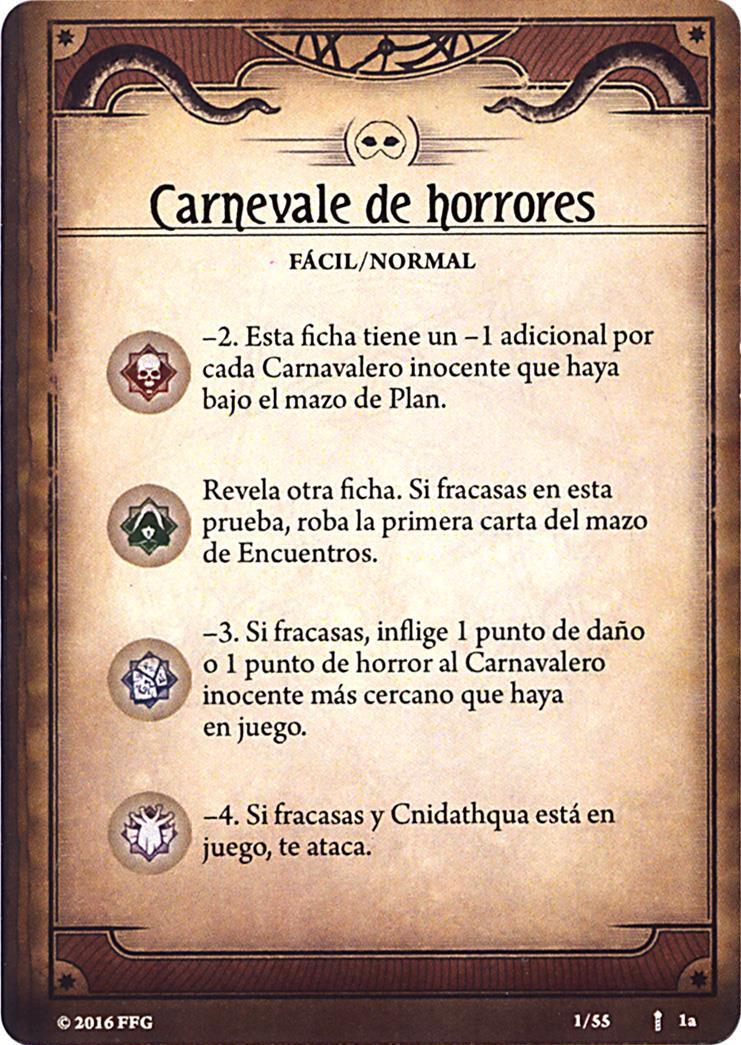 Carnevale de horrores
FÁCIL/NORMAL
–2. Esta ficha tiene un –1 adicional por
cada Carnavalero inocente que haya
bajo el mazo de Plan.
Revela otra ficha. Si fracasas en esta
prueba, roba la primera carta del mazo
de Encuentros.
–3. Si fracasas, inflige 1 punto de daño
o 1 punto de horror al Carnavalero
inocente más cercano que haya
en juego.
–4. Si fracasas y Cnidathqua está en
juego, te ataca.
© 2016 FFG 1/55 1a